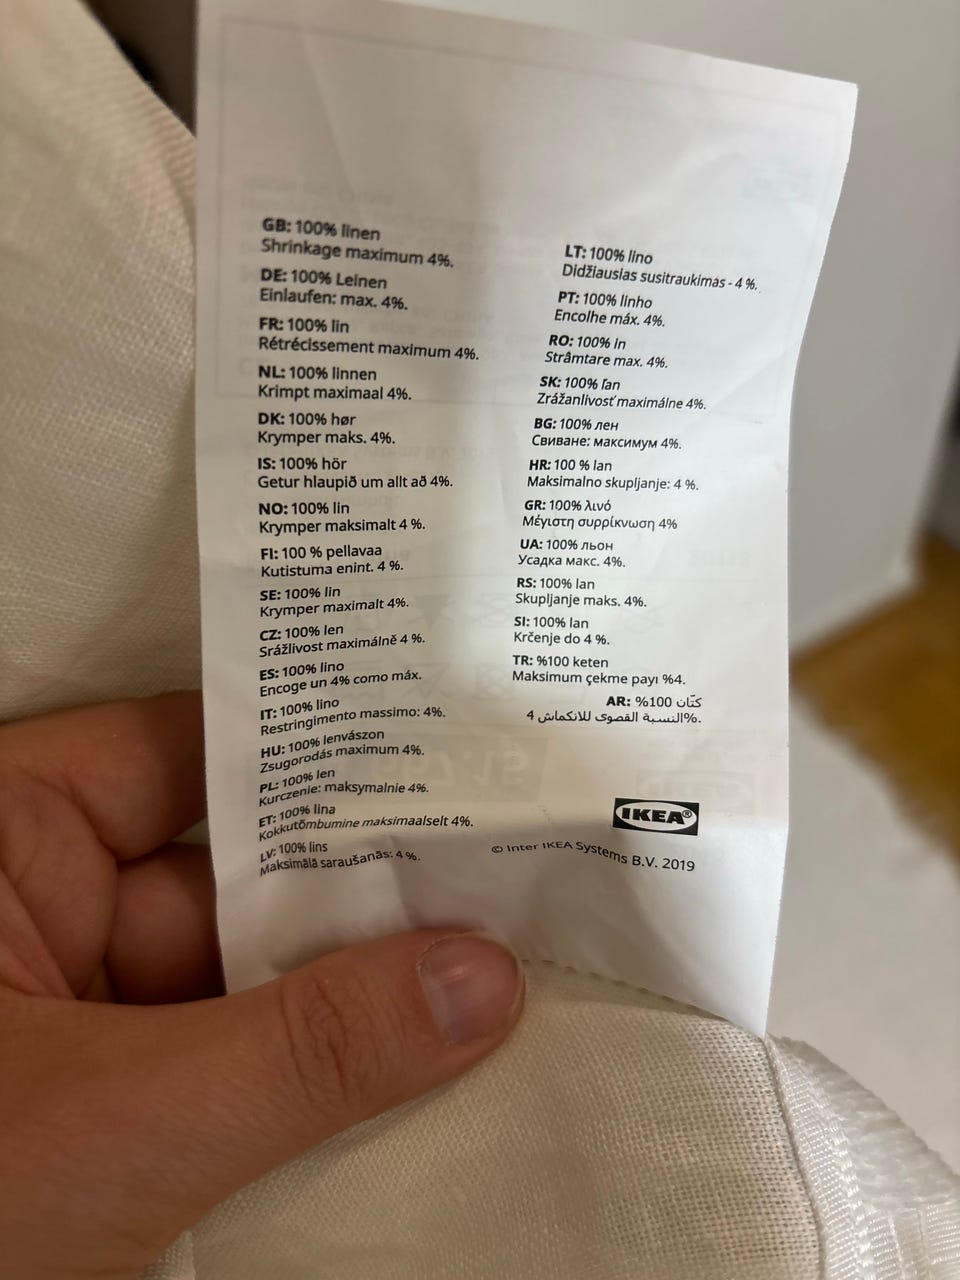 GB: 100% linen
Shrinkage maximum 4%.
DE: 100% Leinen
Einlaufen: max. 4%.
FR: 100% lin
Rétrécissement maximum 4%.
NL: 100% linnen
Krimpt maximaal 4%.
DK: 100% hør
Krymper maks. 4%.
IS: 100% hör
Getur hlaupið um allt að 4%.
NO: 100% lin
Krymper maksimalt 4 %.
FI: 100 % pellavaa
Kutistuma enint. 4 %.
SE: 100% lin
Krymper maximalt 4%.
CZ: 100% len
Srážlivost maximálně 4 %.
ES: 100% lino
Encoge un 4% como máx.
IT: 100% lino
Restringimento massimo: 4%.
HU: 100% lenvászon
Zsugorodás maximum 4%.
PL: 100% len
Kurczenie: maksymalnie 4%.
ET: 100% lina
Kokkutõmbumine maksimaalselt 4%.
LV: 100% lins
Maksimālā saraušanās: 4 %.
LT: 100% lino
Didžiausias susitraukimas - 4 %.
PT: 100% linho
Encolhe máx. 4%.
RO: 100% in
Strâmtare max. 4%.
SK: 100% ľan
Zrážanlivosť maximálne 4%.
BG: 100% лен
Свиване: максимум 4%.
HR: 100 % lan
Maksimalno skupljanje: 4 %.
GR: 100% λινό
Μέγιστη συρρίκνωση 4%
UA: 100% льон
Усадка макс. 4%.
RS: 100% lan
Skupljanje maks. 4%.
SI: 100% lan
Krčenje do 4 %.
TR: %100 keten
Maksimum çekme payı %4.
AR: %100 كتّان
النسبة القصوى للانكماش 4%.
IKEA®
© Inter IKEA Systems B.V. 2019